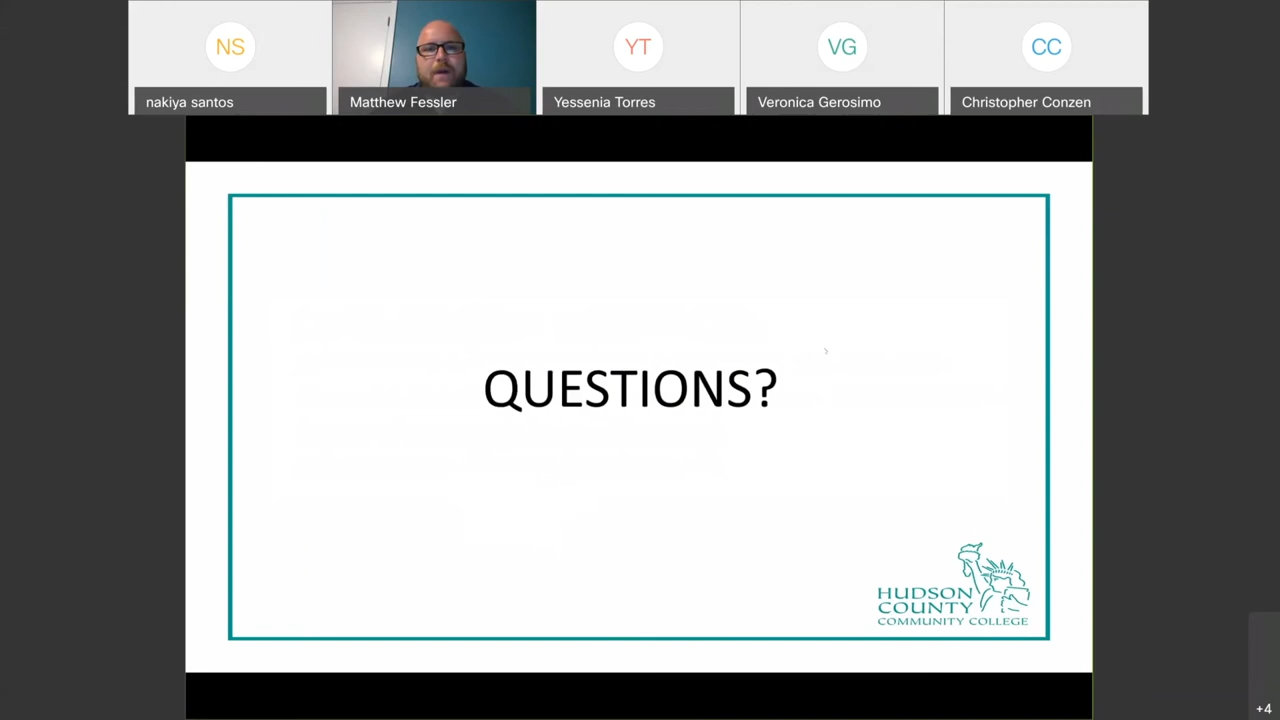 NS
YT
VG
CC
nakiya santos
Matthew Fessler
Yessenia Torres
Veronica Gerosimo
Christopher Conzen
QUESTIONS?
HUDSON
COUNTY
COMMUNITY COLLEGE
+4